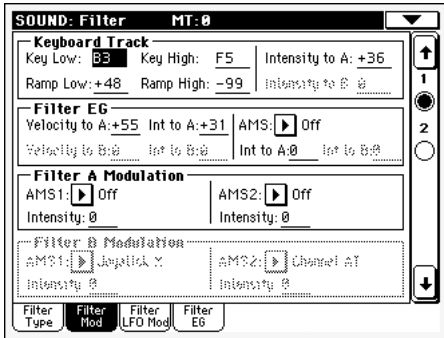 SOUND: Filter MT:0
Keyboard Track
Key Low: B3 Key High: F5 Intensity to A: +36
Ramp Low:+48 Ramp High: -99 Intensity to B 0
1
Filter EG
Velocity to A:+55 Int to A:+31 AMS: Off
2
Velocity to B:0 Int to B:0 Int to A:0 Int to B:0
Filter A Modulation
AMS1: Off AMS2: Off
Intensity: 0 Intensity: 0
Filter B Modulation
AMS1: Joystick X AMS2: Channel AT
Intensity 0 Intensity 0
Filter Type Filter Mod Filter LFO Mod Filter EG